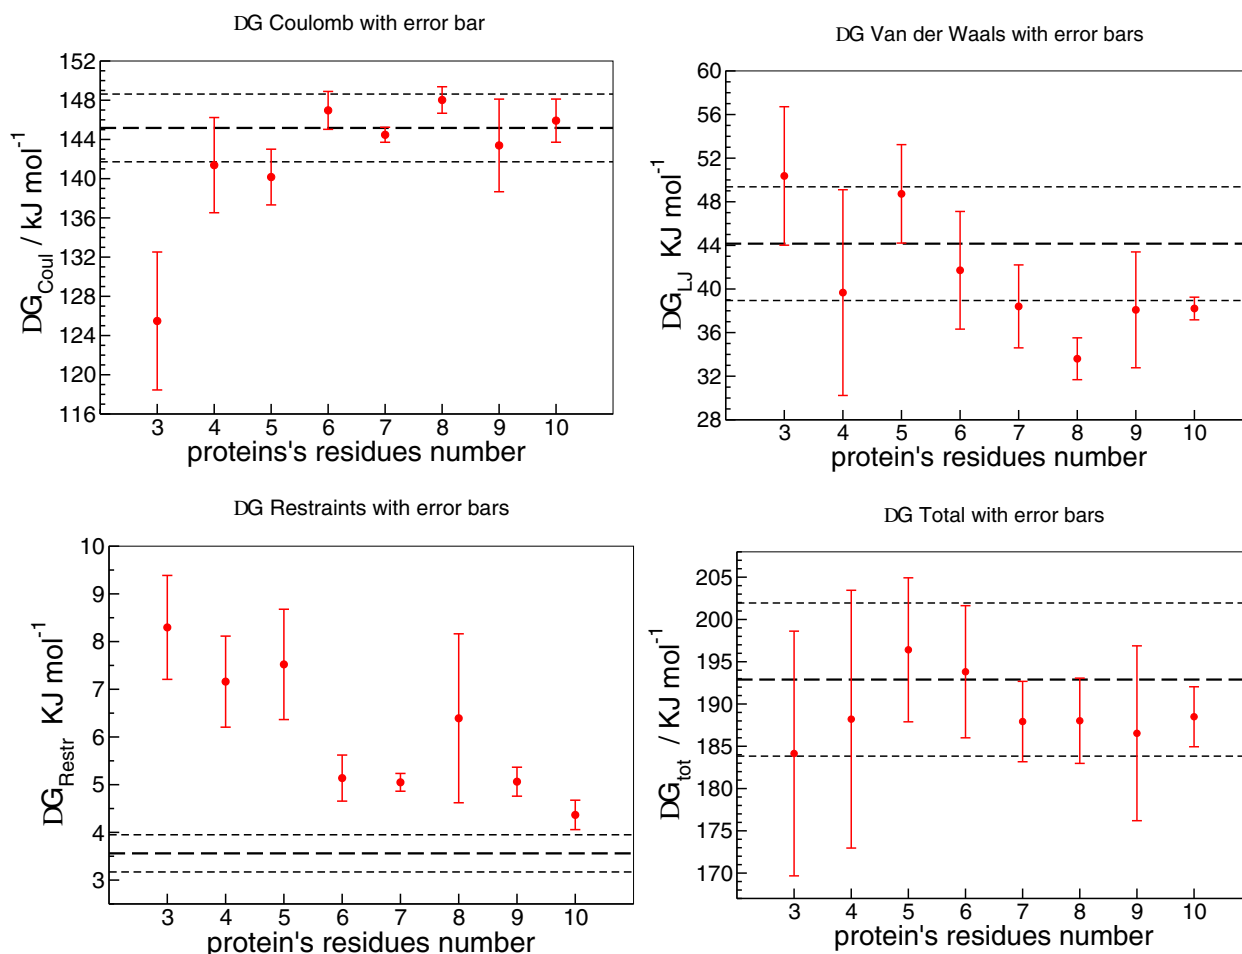 DG Coulomb with error bar
152
148
144
140
136
132
128
124
120
116
DG_Coul / kJ mol^-1
3 4 5 6 7 8 9 10
proteins's residues number
DG Van der Waals with error bars
60
56
52
48
44
40
36
32
28
DG_LJ KJ mol^-1
3 4 5 6 7 8 9 10
protein's residues number
DG Restraints with error bars
10
9
8
7
6
5
4
3
DG_Restr KJ mol^-1
3 4 5 6 7 8 9 10
protein's residues number
DG Total with error bars
205
200
195
190
185
180
175
170
DG_tot / KJ mol^-1
3 4 5 6 7 8 9 10
protein's residues number